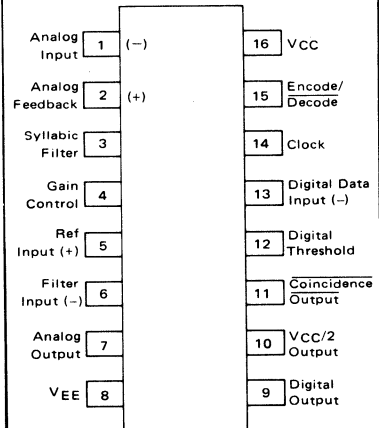 Analog
Input
1
(–)
16
VCC
Analog
Feedback
2
(+)
15
Encode/
Decode
Syllabic
Filter
3
14
Clock
Gain
Control
4
13
Digital Data
Input (–)
Ref
Input (+)
5
12
Digital
Threshold
Filter
Input (–)
6
11
Coincidence
Output
Analog
Output
7
10
VCC/2
Output
VEE
8
9
Digital
Output